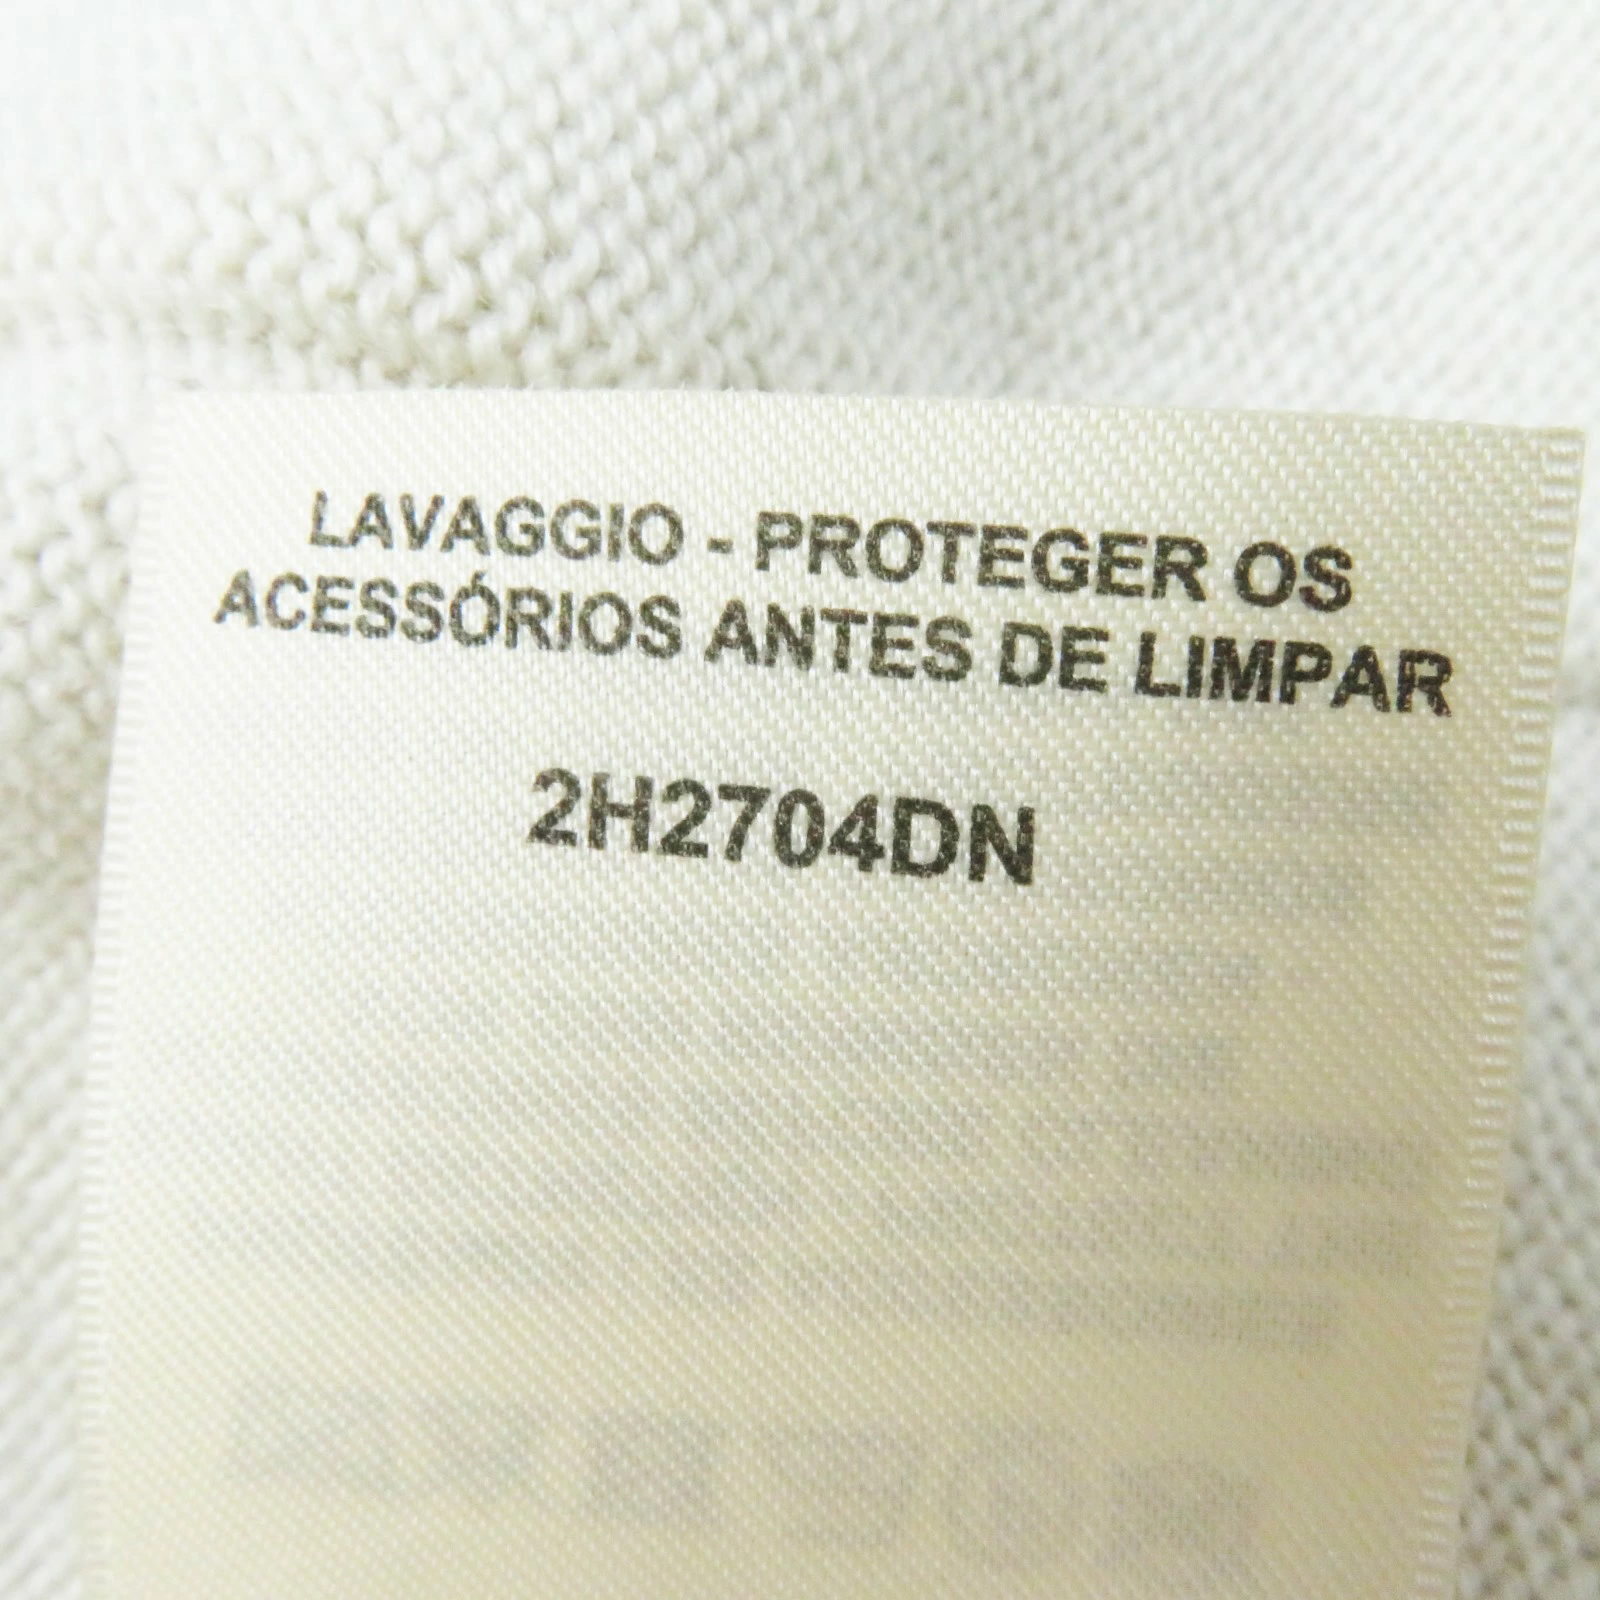 LAVAGGIO - PROTEGER OS
ACESSÓRIOS ANTES DE LIMPAR
2H2704DN